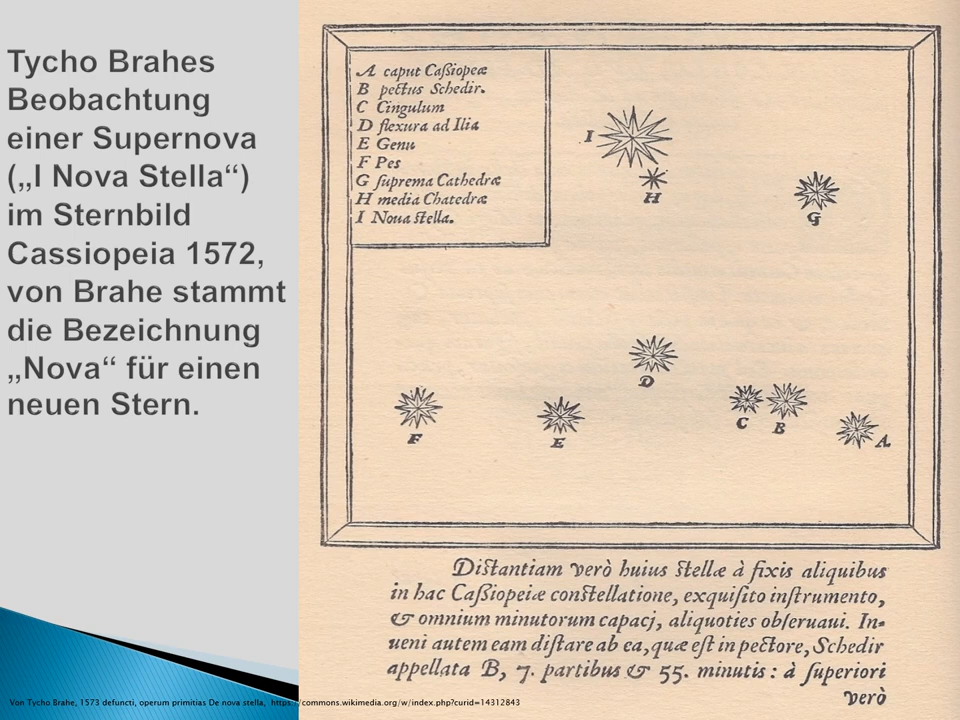 Tycho Brahes
Beobachtung
einer Supernova
(„I Nova Stella“)
im Sternbild
Cassiopeia 1572,
von Brahe stammt
die Bezeichnung
„Nova“ für einen
neuen Stern.
A caput Caßiopeæ
B pectus Schedir.
C Cingulum
D flexura ad Ilia
E Genu
F Pes
G ſuprema Cathedræ
H media Chatedræ
I Noua ſtella.
I
H
G
D
F
E
C
B
A
Diſtantiam verò huius ſtellæ à fixis aliquibus
in hac Caßiopeiæ conſtellatione, exquiſito inſtrumento,
& omnium minutorum capacj, aliquoties obſeruaui. In-
ueni autem eam diſtare ab ea, quæ eſt in pectore, Schedir
appellata B, 7. partibus & 55. minutis: à ſuperiori
verò
Von Tycho Brahe, 1573 defuncti, operum primitias De nova stella, https://commons.wikimedia.org/w/index.php?curid=14312843